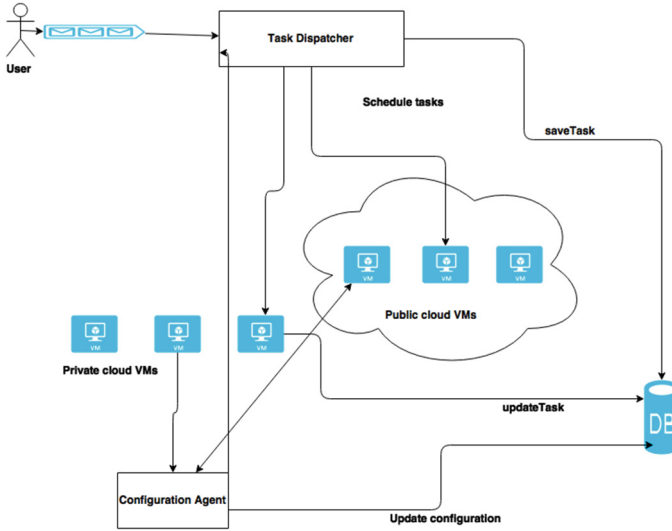 Task Dispatcher
User
Schedule tasks
saveTask
VM
VM
VM
Public cloud VMs
VM
VM
VM
Private cloud VMs
updateTask
DB
Configuration Agent
Update configuration